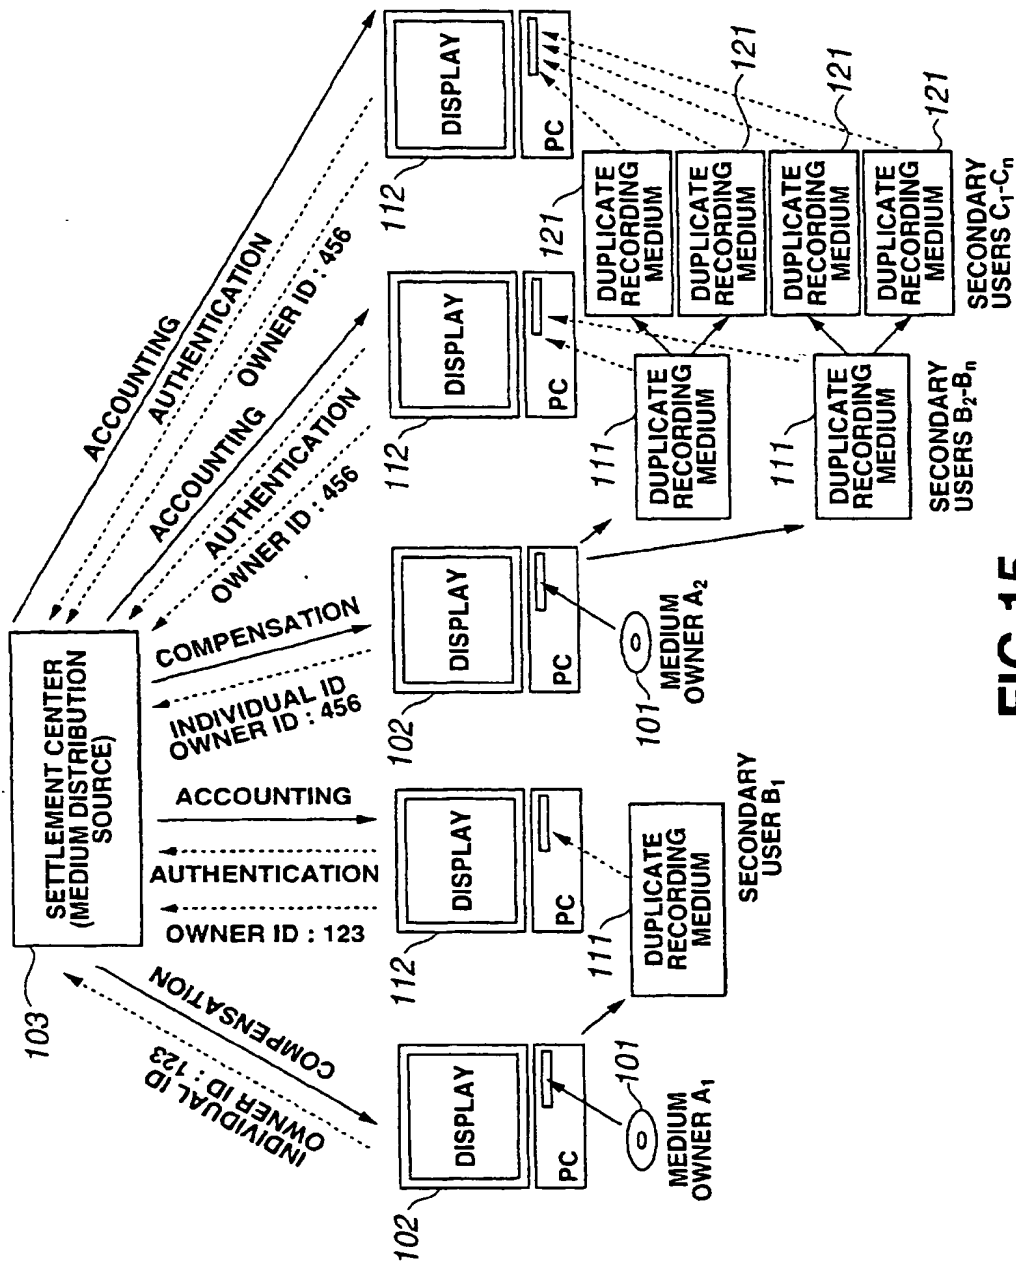 SETTLEMENT CENTER
(MEDIUM DISTRIBUTION
SOURCE)
103
COMPENSATION
INDIVIDUAL ID
OWNER ID : 123
ACCOUNTING
AUTHENTICATION
OWNER ID : 123
COMPENSATION
INDIVIDUAL ID
OWNER ID : 456
ACCOUNTING
AUTHENTICATION
OWNER ID : 456
ACCOUNTING
AUTHENTICATION
OWNER ID : 456
102
DISPLAY
PC
101
MEDIUM
OWNER A1
112
DISPLAY
PC
111
DUPLICATE
RECORDING
MEDIUM
SECONDARY
USER B1
102
DISPLAY
PC
101
MEDIUM
OWNER A2
112
DISPLAY
PC
111
DUPLICATE
RECORDING
MEDIUM
111
DUPLICATE
RECORDING
MEDIUM
SECONDARY
USERS B2-Bn
112
DISPLAY
PC
121
DUPLICATE
RECORDING
MEDIUM
121
DUPLICATE
RECORDING
MEDIUM
121
DUPLICATE
RECORDING
MEDIUM
121
DUPLICATE
RECORDING
MEDIUM
SECONDARY
USERS C1-Cn
FIG.15